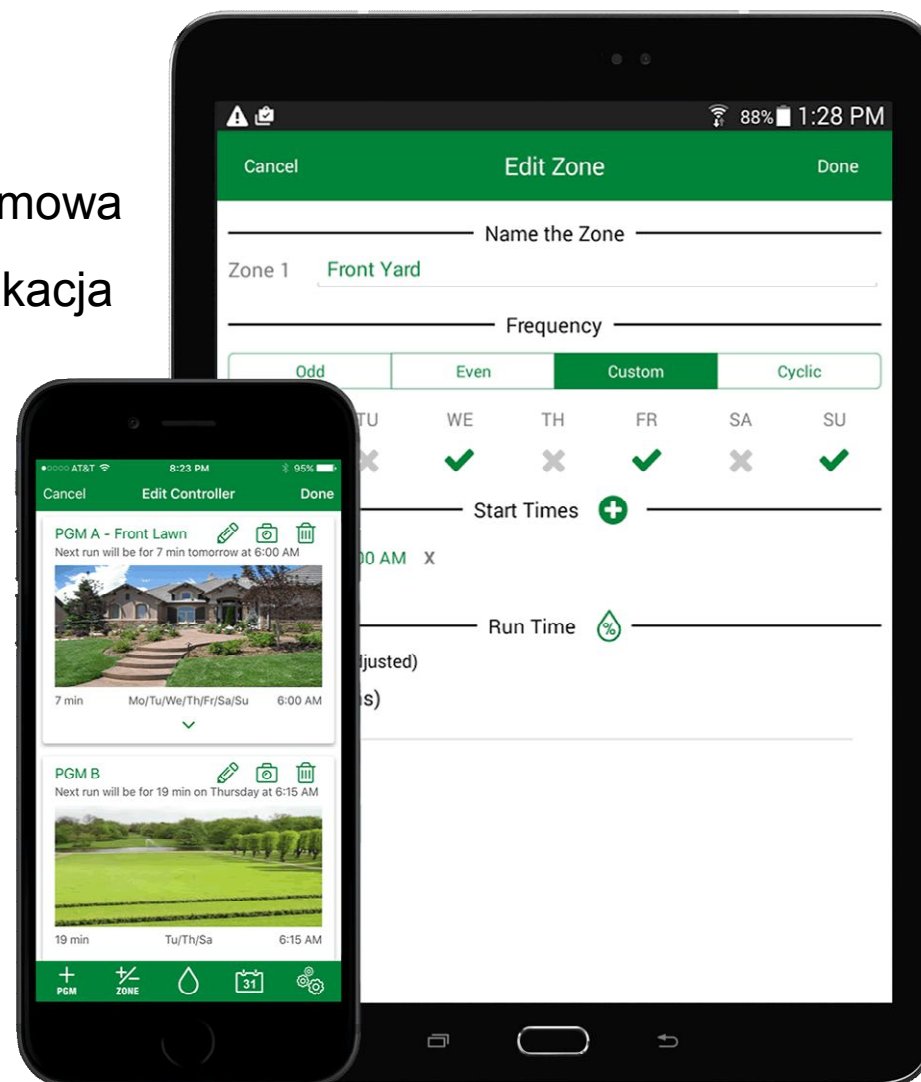 mowa
kacja
88% 1:28 PM
Cancel Edit Zone Done
Name the Zone
Zone 1 Front Yard
Frequency
Odd Even Custom Cyclic
TU WE TH FR SA SU
Start Times
00 AM X
Run Time %
ljusted)
is)
AT&T 8:23 PM 95%
Cancel Edit Controller Done
PGM A - Front Lawn
Next run will be for 7 min tomorrow at 6:00 AM
7 min Mo/Tu/We/Th/Fr/Sa/Su 6:00 AM
PGM B
Next run will be for 19 min on Thursday at 6:15 AM
19 min Tu/Th/Sa 6:15 AM
+ +/- 31
PGM ZONE